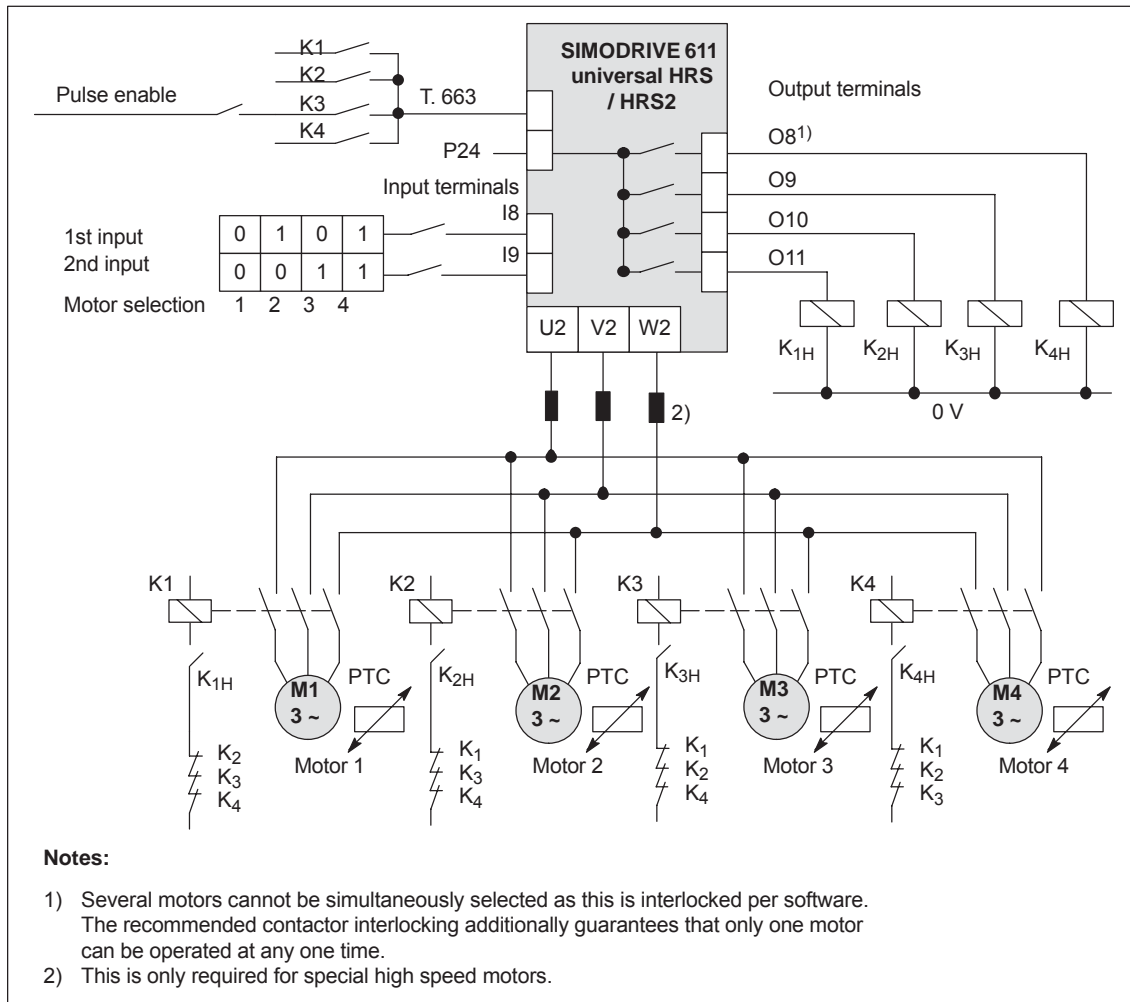 K1
K2
Pulse enable
K3
K4
T. 663
P24
SIMODRIVE 611
universal HRS
/ HRS2
Output terminals
O8¹⁾
O9
O10
O11
Input terminals
I8
I9
1st input 0 1 0 1
2nd input 0 0 1 1
Motor selection 1 2 3 4
U2 V2 W2
K1H K2H K3H K4H
0 V
2)
K1 K2 K3 K4
K1H K2H K3H K4H
M1 3 ~ PTC
M2 3 ~ PTC
M3 3 ~ PTC
M4 3 ~ PTC
Motor 1 Motor 2 Motor 3 Motor 4
K2 K1 K1 K1
K3 K3 K2 K2
K4 K4 K4 K3
Notes:
1) Several motors cannot be simultaneously selected as this is interlocked per software.
The recommended contactor interlocking additionally guarantees that only one motor
can be operated at any one time.
2) This is only required for special high speed motors.